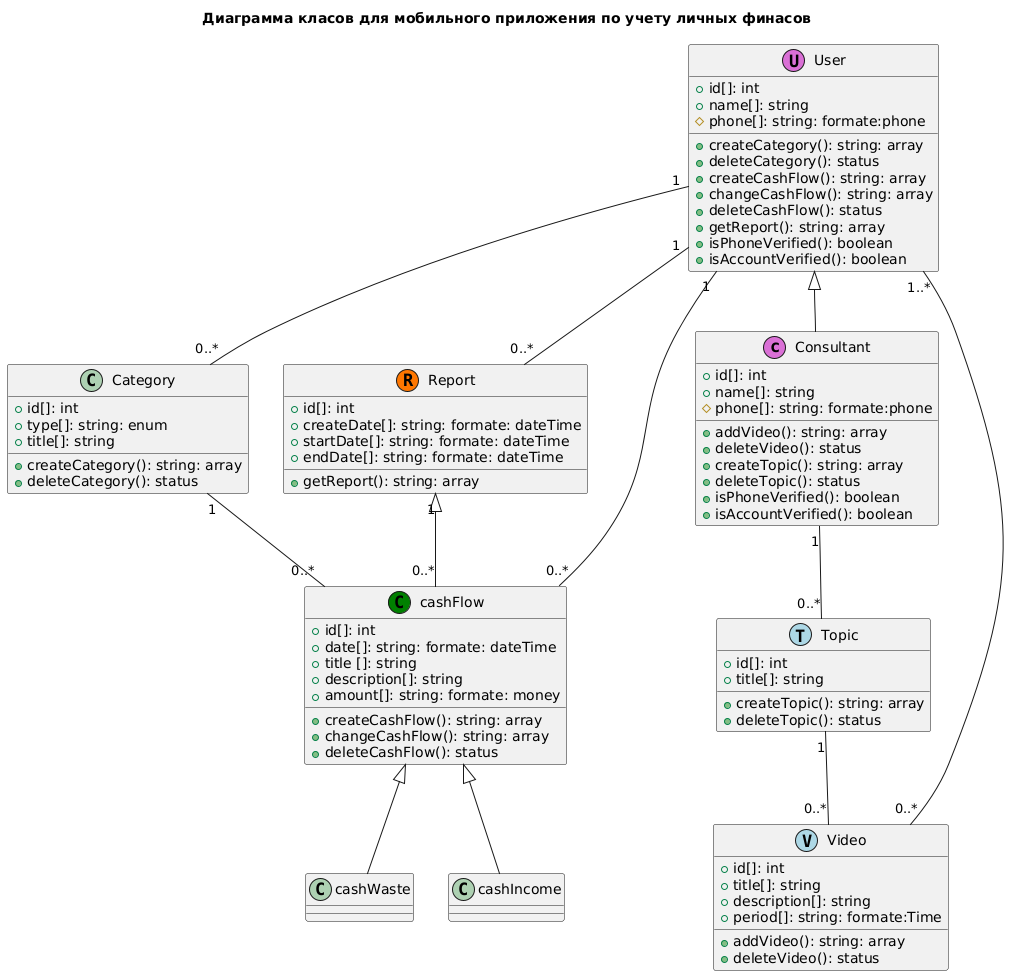 Диаграмма класов для мобильного приложения по учету личных финасов
U User
id[]: int
name[]: string
phone[]: string: formate:phone
createCategory(): string: array
deleteCategory(): status
createCashFlow(): string: array
changeCashFlow(): string: array
deleteCashFlow(): status
getReport(): string: array
isPhoneVerified(): boolean
isAccountVerified(): boolean
1
1
1
1..*
0..*
0..*
C Category
id[]: int
type[]: string: enum
title[]: string
createCategory(): string: array
deleteCategory(): status
R Report
id[]: int
createDate[]: string: formate: dateTime
startDate[]: string: formate: dateTime
endDate[]: string: formate: dateTime
getReport(): string: array
c Consultant
id[]: int
name[]: string
phone[]: string: formate:phone
addVideo(): string: array
deleteVideo(): status
createTopic(): string: array
deleteTopic(): status
isPhoneVerified(): boolean
isAccountVerified(): boolean
1
1
1
0..*
0..*
0..*
0..*
C cashFlow
id[]: int
date[]: string: formate: dateTime
title []: string
description[]: string
amount[]: string: formate: money
createCashFlow(): string: array
changeCashFlow(): string: array
deleteCashFlow(): status
T Topic
id[]: int
title[]: string
createTopic(): string: array
deleteTopic(): status
1
0..*
0..*
C cashWaste
C cashIncome
V Video
id[]: int
title[]: string
description[]: string
period[]: string: formate:Time
addVideo(): string: array
deleteVideo(): status